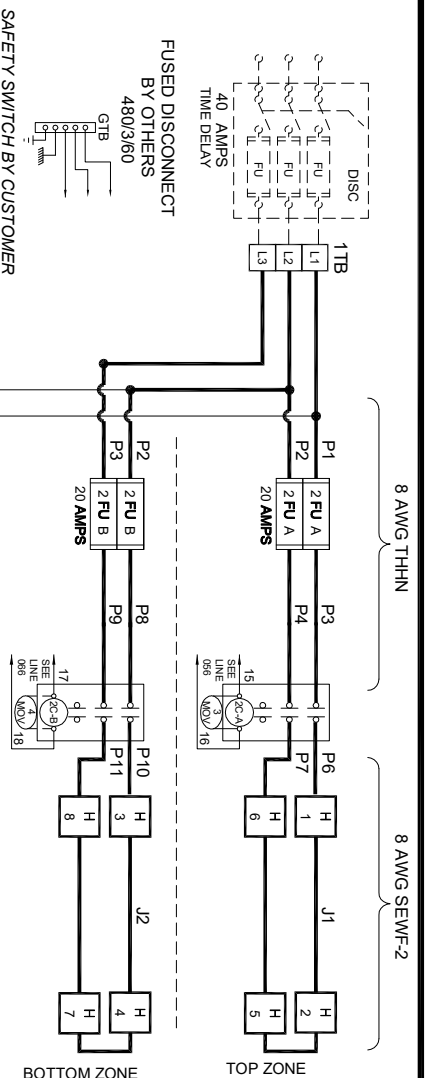 SAFETY SWITCH BY CUSTOMER
FUSED DISCONNECT
BY OTHERS
480/3/60
GTB
40 AMPS
TIME DELAY
DISC
FU
FU
FU
1TB
L1
L2
L3
8 AWG THHN
8 AWG SEWF-2
P1
P2
2 FU A
2 FU A
20 AMPS
P3
P4
15
SEE
LINE
056
2C-A
3
MOV
16
P6
P7
H
1
H
6
J1
H
2
H
5
TOP ZONE
P2
P3
2 FU B
2 FU B
20 AMPS
P8
P9
17
SEE
LINE
066
2C-B
4
MOV
18
P10
P11
H
3
H
8
J2
H
4
H
7
BOTTOM ZONE